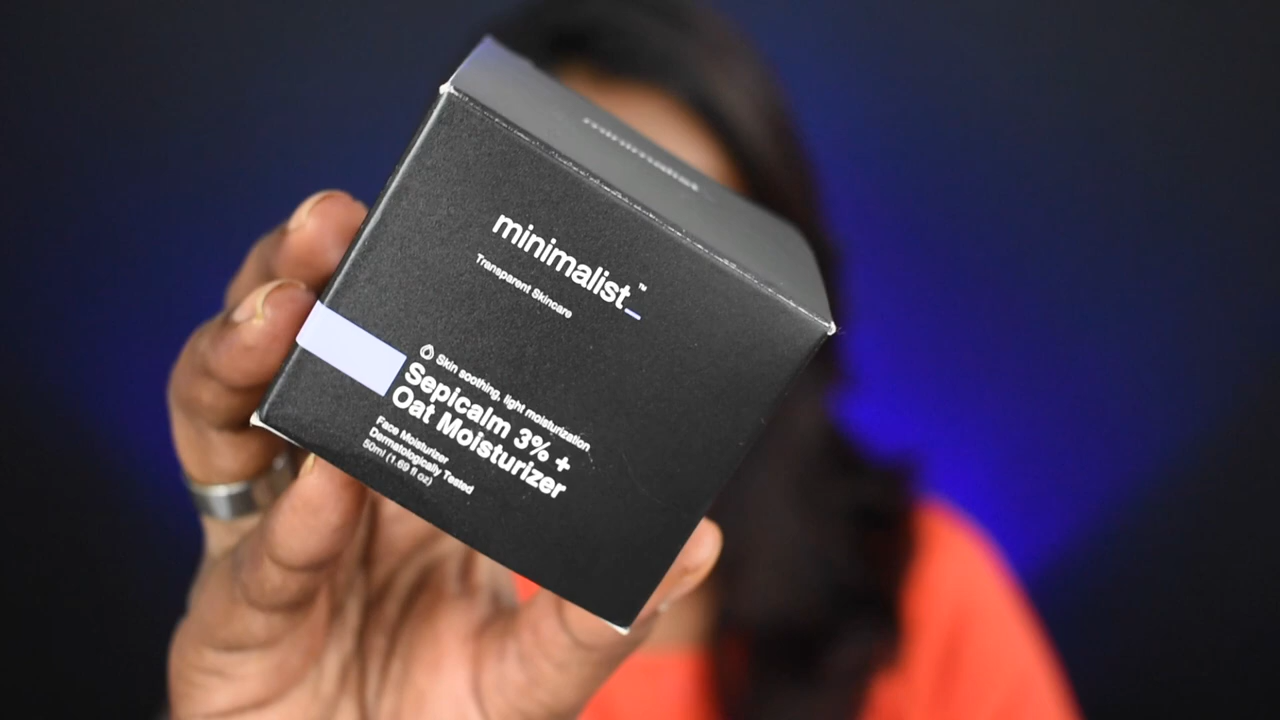 minimalist_™
Transparent Skincare
Skin soothing, light moisturization
Sepicalm 3% +
Oat Moisturizer
Face Moisturizer
Dermatologically Tested
50ml (1.69 fl oz)
minimalist_